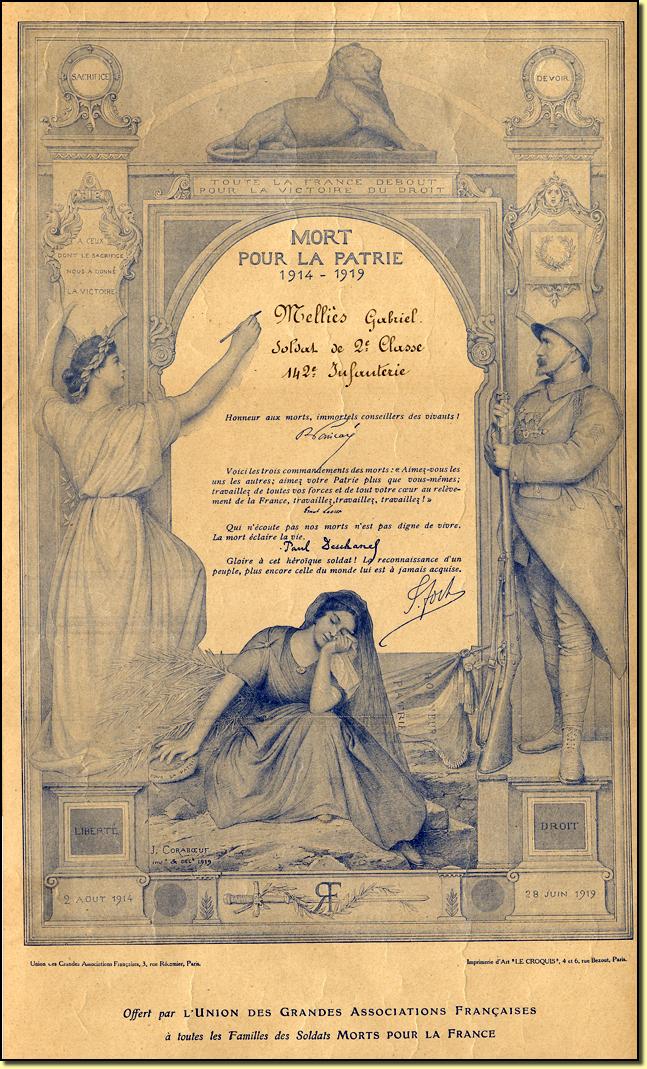 SACRIFICE
DEVOIR
TOUTE LA FRANCE DEBOUT
POUR LA VICTOIRE DU DROIT
A CEUX
DONT LE SACRIFICE
NOUS A DONNÉ
LA VICTOIRE
MORT
POUR LA PATRIE
1914 - 1919
Melliès Gabriel.
Soldat de 2e Classe
142e Infanterie
Honneur aux morts, immortels conseillers des vivants !
R Poincaré
Voici les trois commandements des morts : « Aimez-vous les
uns les autres ; aimez votre Patrie plus que vous-mêmes ;
travaillez de toutes vos forces et de tout votre cœur au relève-
ment de la France, travaillez, travaillez, travaillez ! »
Qui n'écoute pas nos morts n'est pas digne de vivre.
La mort éclaire la vie.
Paul Deschanel
Gloire à cet héroïque soldat ! La reconnaissance d'un
peuple, plus encore celle du monde lui est à jamais acquise.
F. Foch
LIBERTÉ
DROIT
J. CORABŒUF
invt & delt 1919
2 AOUT 1914
RF
28 JUIN 1919
Union des Grandes Associations Françaises, 3, rue Récamier, Paris.
Imprimerie d'Art "LE CROQUIS", 4 et 6, rue Bezout, Paris.
Offert par L'UNION DES GRANDES ASSOCIATIONS FRANÇAISES
à toutes les Familles des Soldats MORTS POUR LA FRANCE